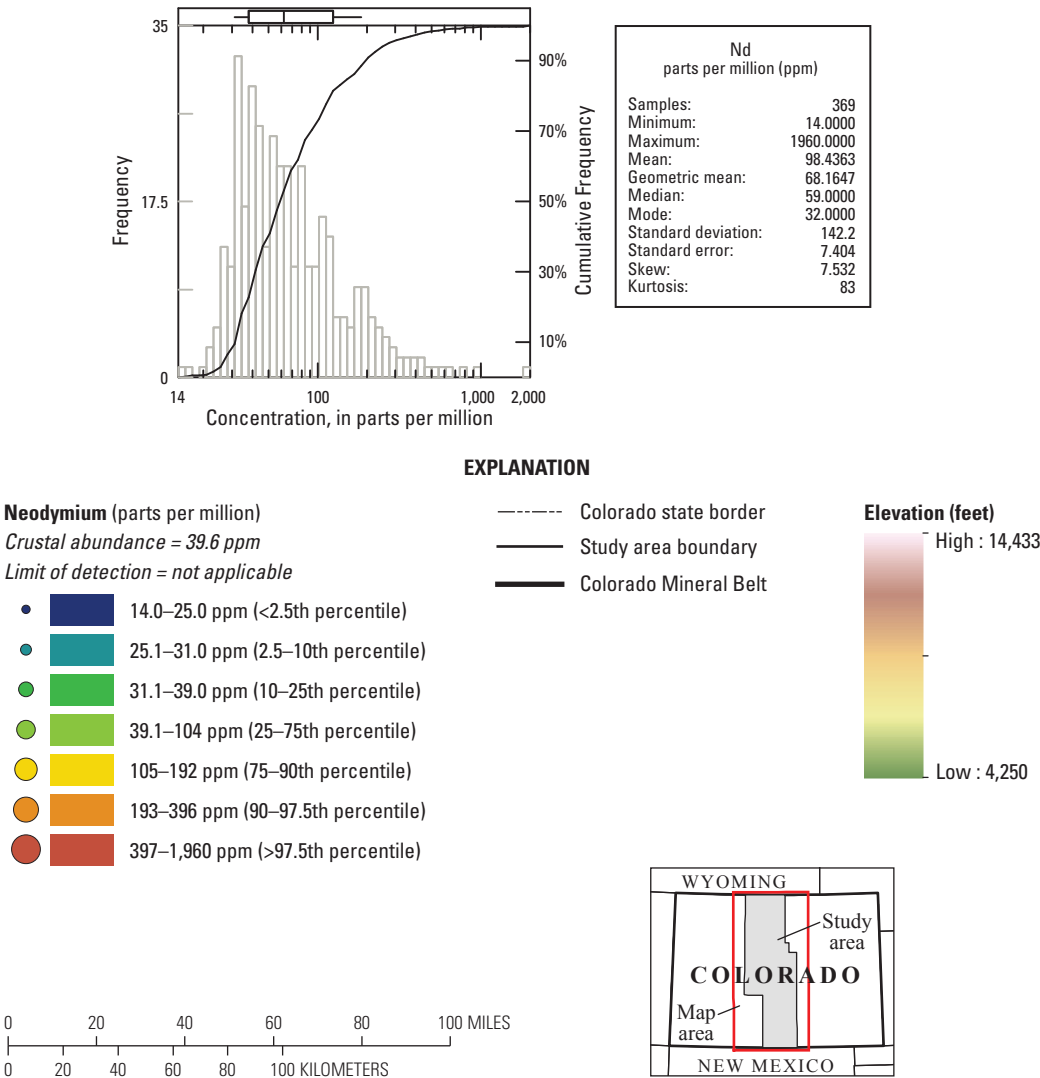 35
17.5
0
Frequency
90%
70%
50%
30%
10%
Cumulative Frequency
14 100 1,000 2,000
Concentration, in parts per million
Nd
parts per million (ppm)
Samples: 369
Minimum: 14.0000
Maximum: 1960.0000
Mean: 98.4363
Geometric mean: 68.1647
Median: 59.0000
Mode: 32.0000
Standard deviation: 142.2
Standard error: 7.404
Skew: 7.532
Kurtosis: 83
EXPLANATION
Neodymium (parts per million)
Crustal abundance = 39.6 ppm
Limit of detection = not applicable
14.0–25.0 ppm (<2.5th percentile)
25.1–31.0 ppm (2.5–10th percentile)
31.1–39.0 ppm (10–25th percentile)
39.1–104 ppm (25–75th percentile)
105–192 ppm (75–90th percentile)
193–396 ppm (90–97.5th percentile)
397–1,960 ppm (>97.5th percentile)
Colorado state border
Study area boundary
Colorado Mineral Belt
Elevation (feet)
High : 14,433
Low : 4,250
WYOMING
Study
area
COLORADO
Map
area
NEW MEXICO
0 20 40 60 80 100 MILES
0 20 40 60 80 100 KILOMETERS